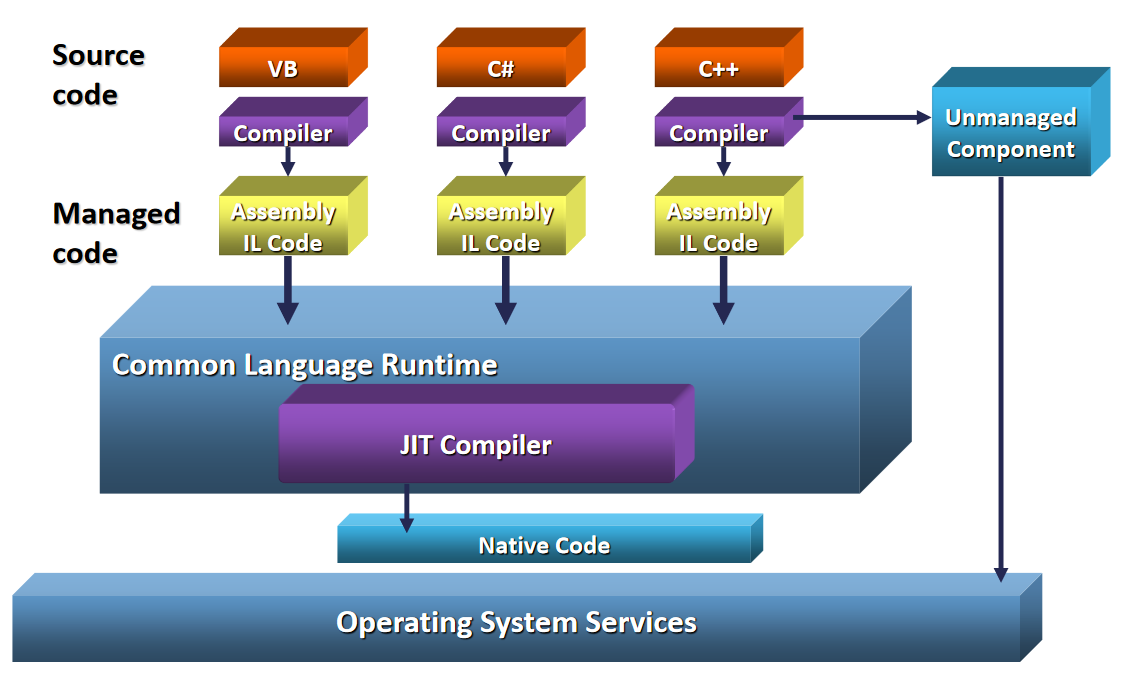 Source
code
VB
C#
C++
Compiler
Compiler
Compiler
Unmanaged
Component
Managed
code
Assembly
IL Code
Assembly
IL Code
Assembly
IL Code
Common Language Runtime
JIT Compiler
Native Code
Operating System Services